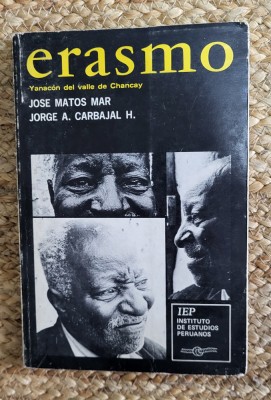 erasmo
Yanacón del valle de Chancay
JOSE MATOS MAR
JORGE A. CARBAJAL H.
IEP
INSTITUTO
DE ESTUDIOS
PERUANOS